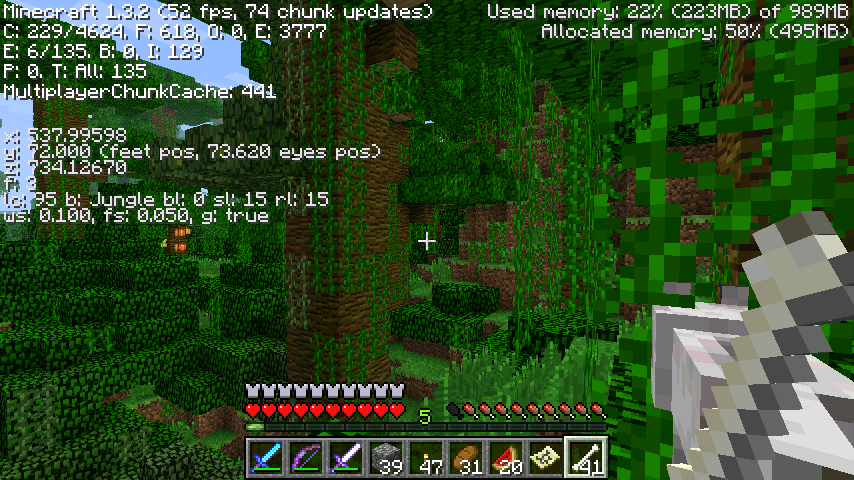 Minecraft 1.3.2 (52 fps, 74 chunk updates)
C: 229/4624, F: 618, O: 0, E: 3777
E: 6/135. B: 0, I: 129
P: 0. T: All: 135
MultiplayerChunkCache: 441
Used memory: 22% (223MB) of 989MB
Allocated memory: 50% (495MB)
x: 537.99598
y: 72.000 (feet pos, 73.620 eyes pos)
z: 734.12670
f: 3
lc: 95 b: Jungle bl: 0 sl: 15 rl: 15
ws: 0.100, fs: 0.050, g: true
5
39 47 31 20 41